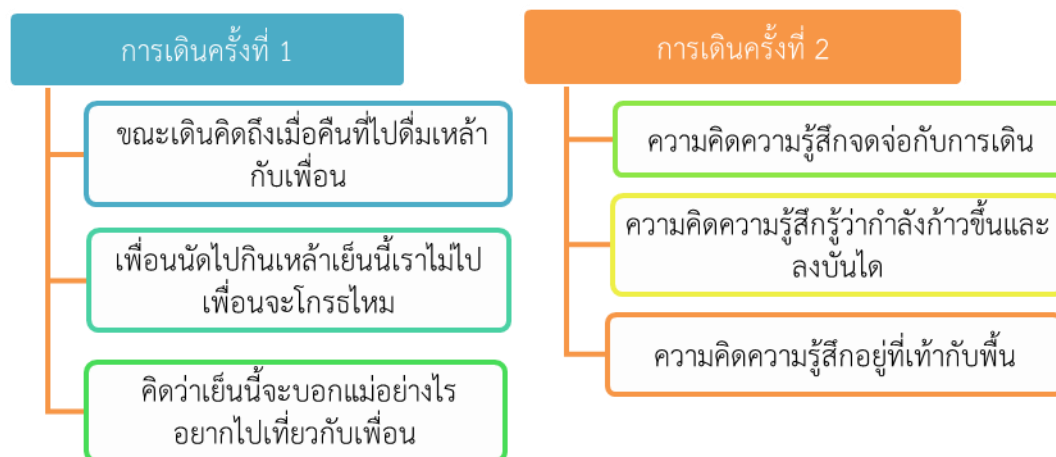 การเดินครั้งที่ 1
ขณะเดินคิดถึงเมื่อคืนที่ไปดื่มเหล้า
กับเพื่อน
เพื่อนนัดไปกินเหล้าเย็นนี้เราไม่ไป
เพื่อนจะโกรธไหม
คิดว่าเย็นนี้จะบอกแม่อย่างไร
อยากไปเที่ยวกับเพื่อน
การเดินครั้งที่ 2
ความคิดความรู้สึกจดจ่อกับการเดิน
ความคิดความรู้สึกรู้ว่ากำลังก้าวขึ้นและ
ลงบันได
ความคิดความรู้สึกอยู่ที่เท้ากับพื้น